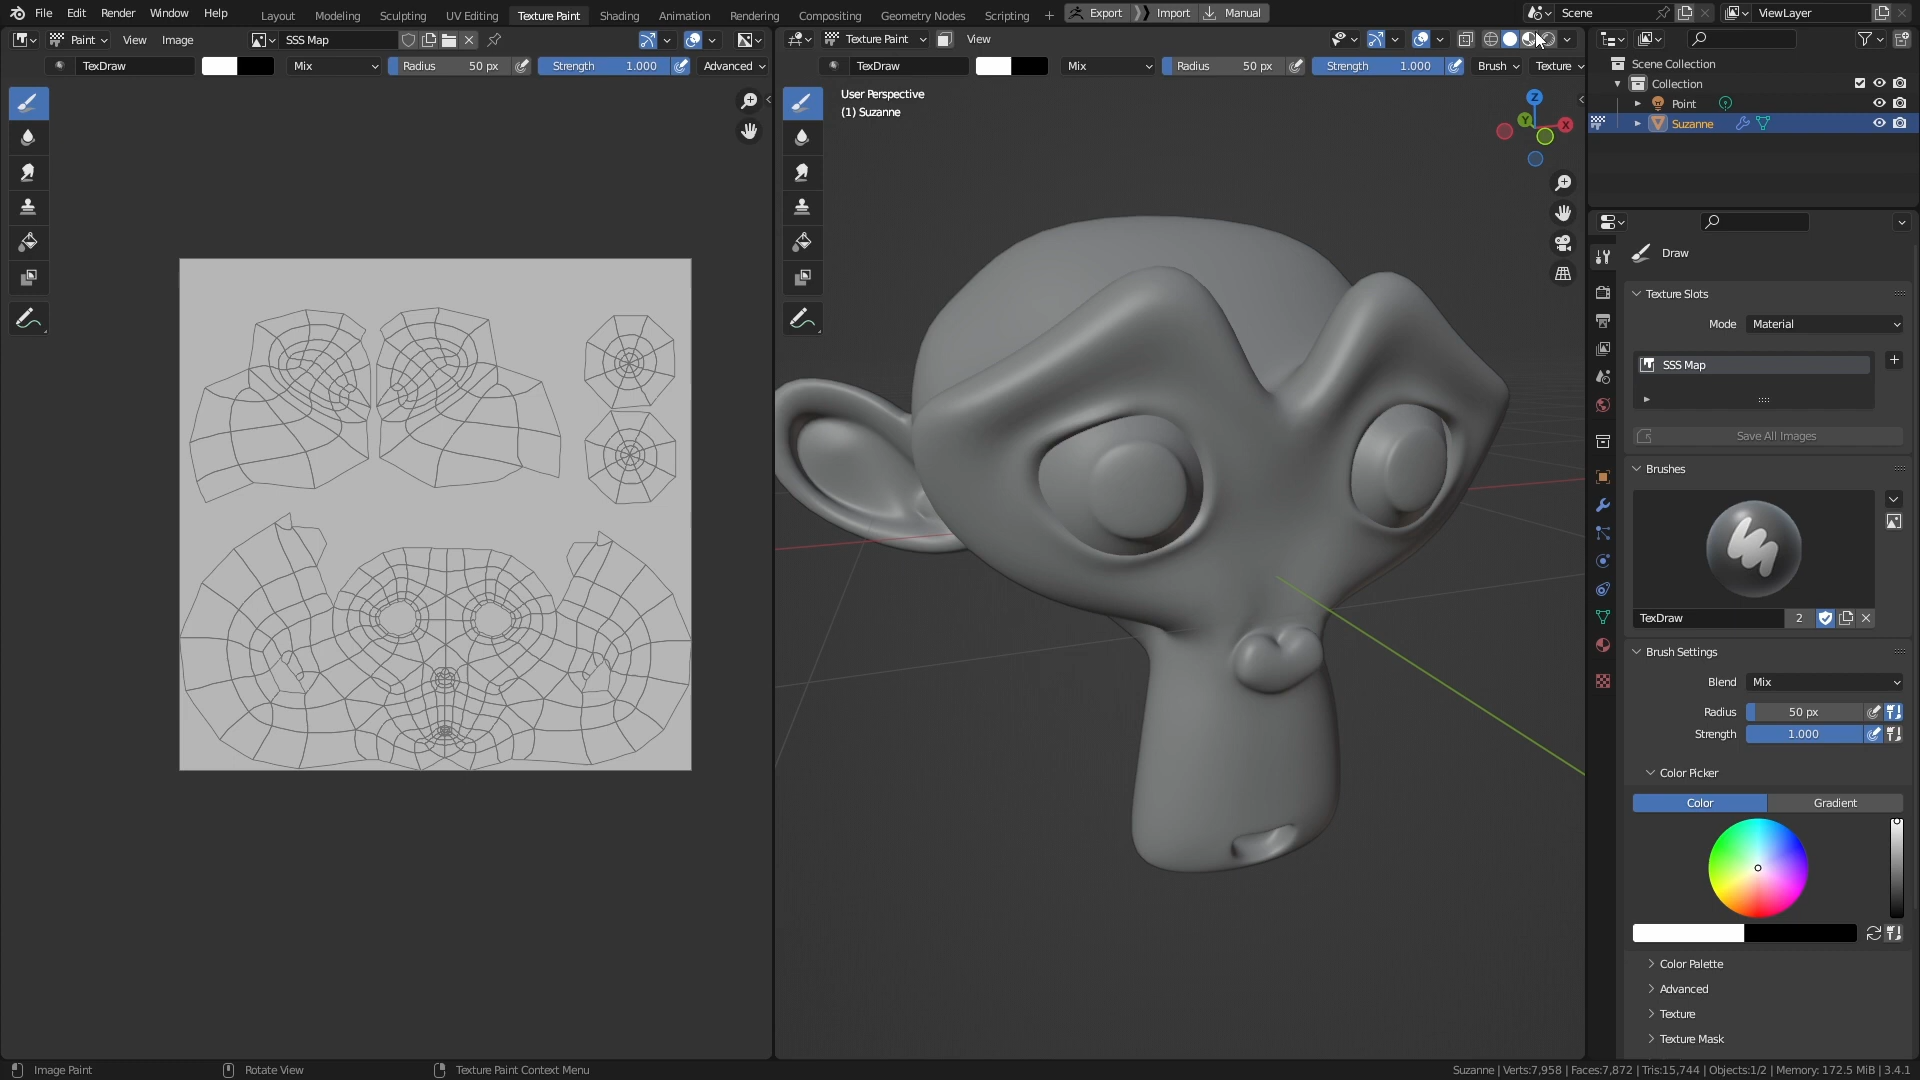 File Edit Render Window Help Layout Modeling Sculpting UV Editing Texture Paint Shading Animation Rendering Compositing Geometry Nodes Scripting + Export Import Manual Scene ViewLayer
Paint View Image SSS Map Texture Paint View
TexDraw Mix Radius 50 px Strength 1.000 Advanced TexDraw Mix Radius 50 px Strength 1.000 Brush Texture
Scene Collection
Collection
Point
Suzanne
User Perspective
(1) Suzanne
Z
Y
X
Draw
Texture Slots
Mode Material
SSS Map
Save All Images
Brushes
TexDraw 2
Brush Settings
Blend Mix
Radius 50 px
Strength 1.000
Color Picker
Color Gradient
Color Palette
Advanced
Texture
Texture Mask
Image Paint Rotate View Texture Paint Context Menu Suzanne | Verts:7,958 | Faces:7,872 | Tris:15,744 | Objects:1/2 | Memory: 172.5 MiB | 3.4.1